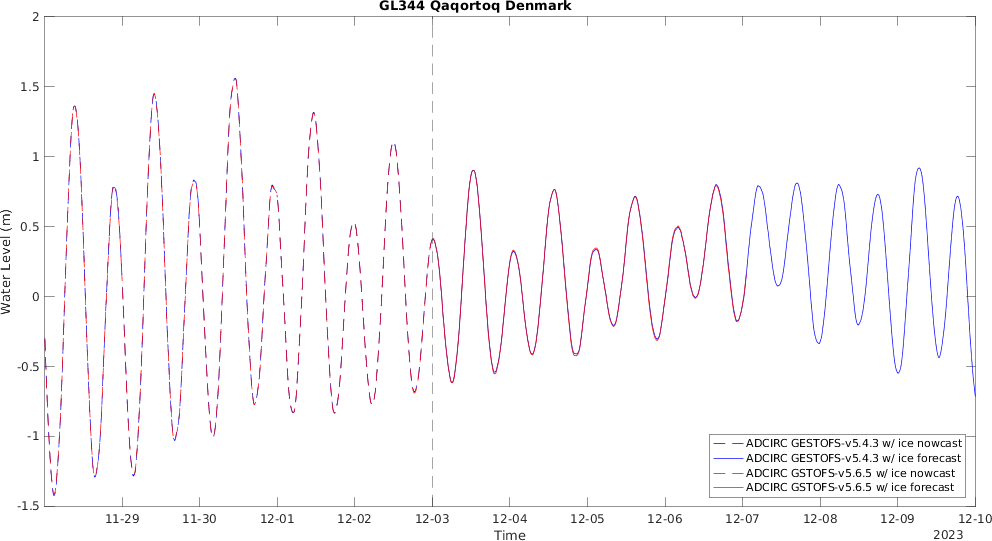 GL344 Qaqortoq Denmark
2
1.5
1
0.5
0
-0.5
-1
-1.5
Water Level (m)
11-29 11-30 12-01 12-02 12-03 12-04 12-05 12-06 12-07 12-08 12-09 12-10
Time
2023
ADCIRC GESTOFS-v5.4.3 w/ ice nowcast
ADCIRC GESTOFS-v5.4.3 w/ ice forecast
ADCIRC GSTOFS-v5.6.5 w/ ice nowcast
ADCIRC GSTOFS-v5.6.5 w/ ice forecast